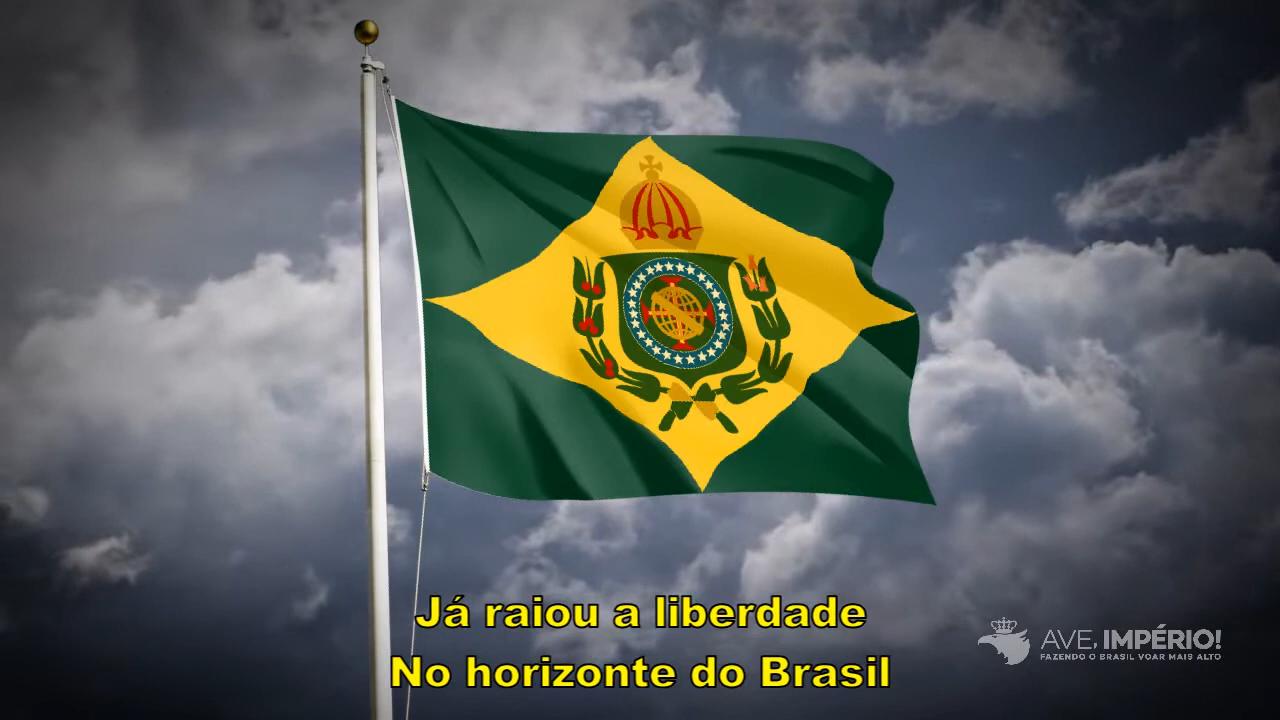 Já raiou a liberdade
No horizonte do Brasil
AVE, IMPÉRIO!
FAZENDO O BRASIL VOAR MAIS ALTO